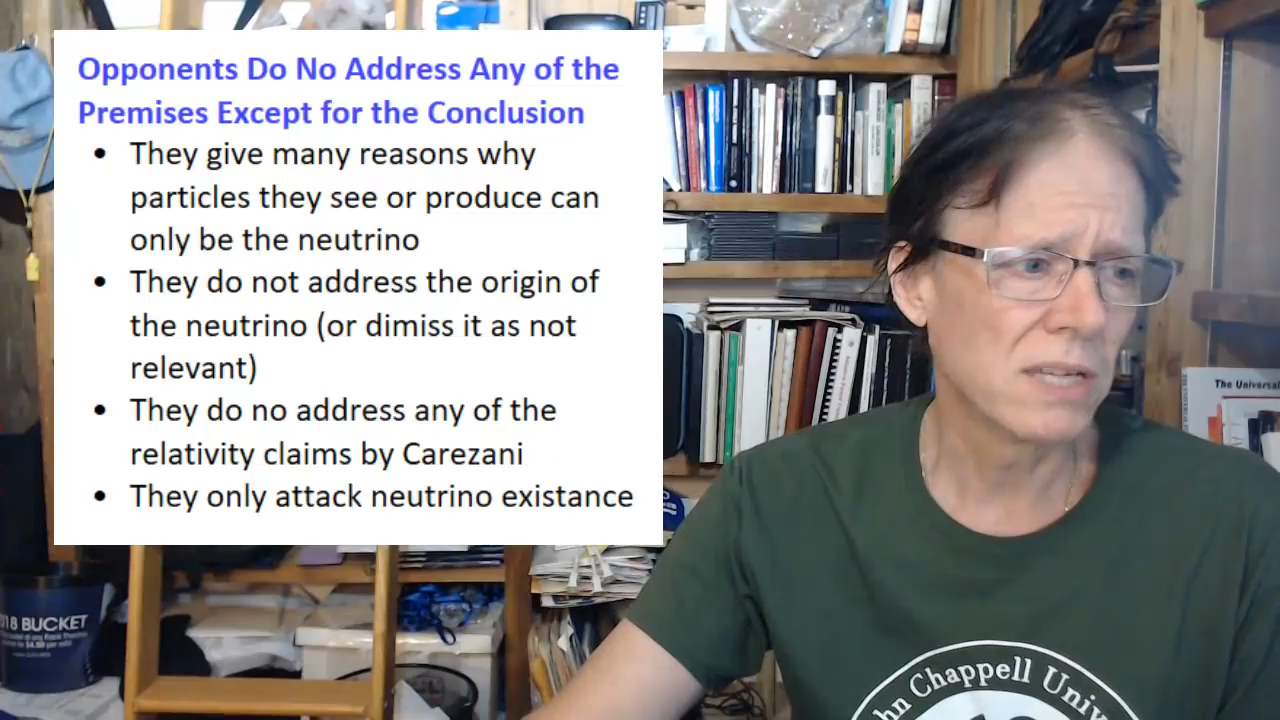 Opponents Do No Address Any of the
Premises Except for the Conclusion
• They give many reasons why
particles they see or produce can
only be the neutrino
• They do not address the origin of
the neutrino (or dimiss it as not
relevant)
• They do no address any of the
relativity claims by Carezani
• They only attack neutrino existance
The Universal
018 BUCKET
hn Chappell Univ